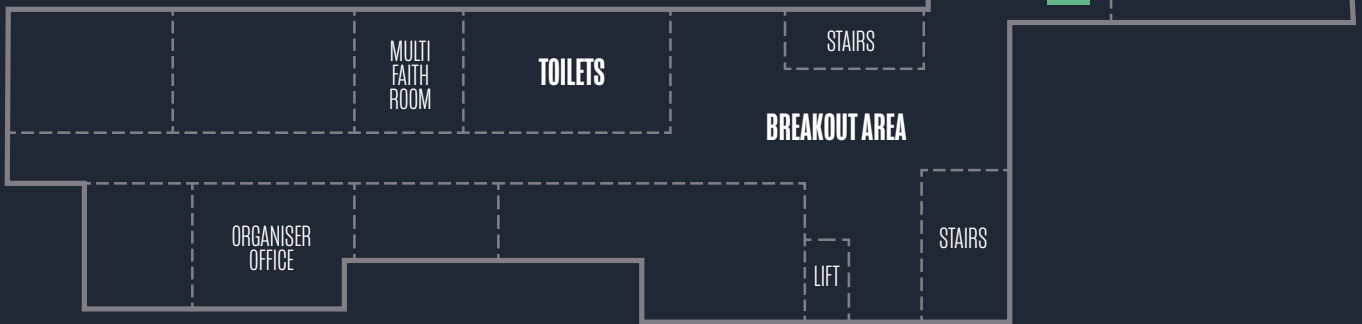 MULTI
FAITH
ROOM
TOILETS
STAIRS
BREAKOUT AREA
ORGANISER
OFFICE
LIFT
STAIRS